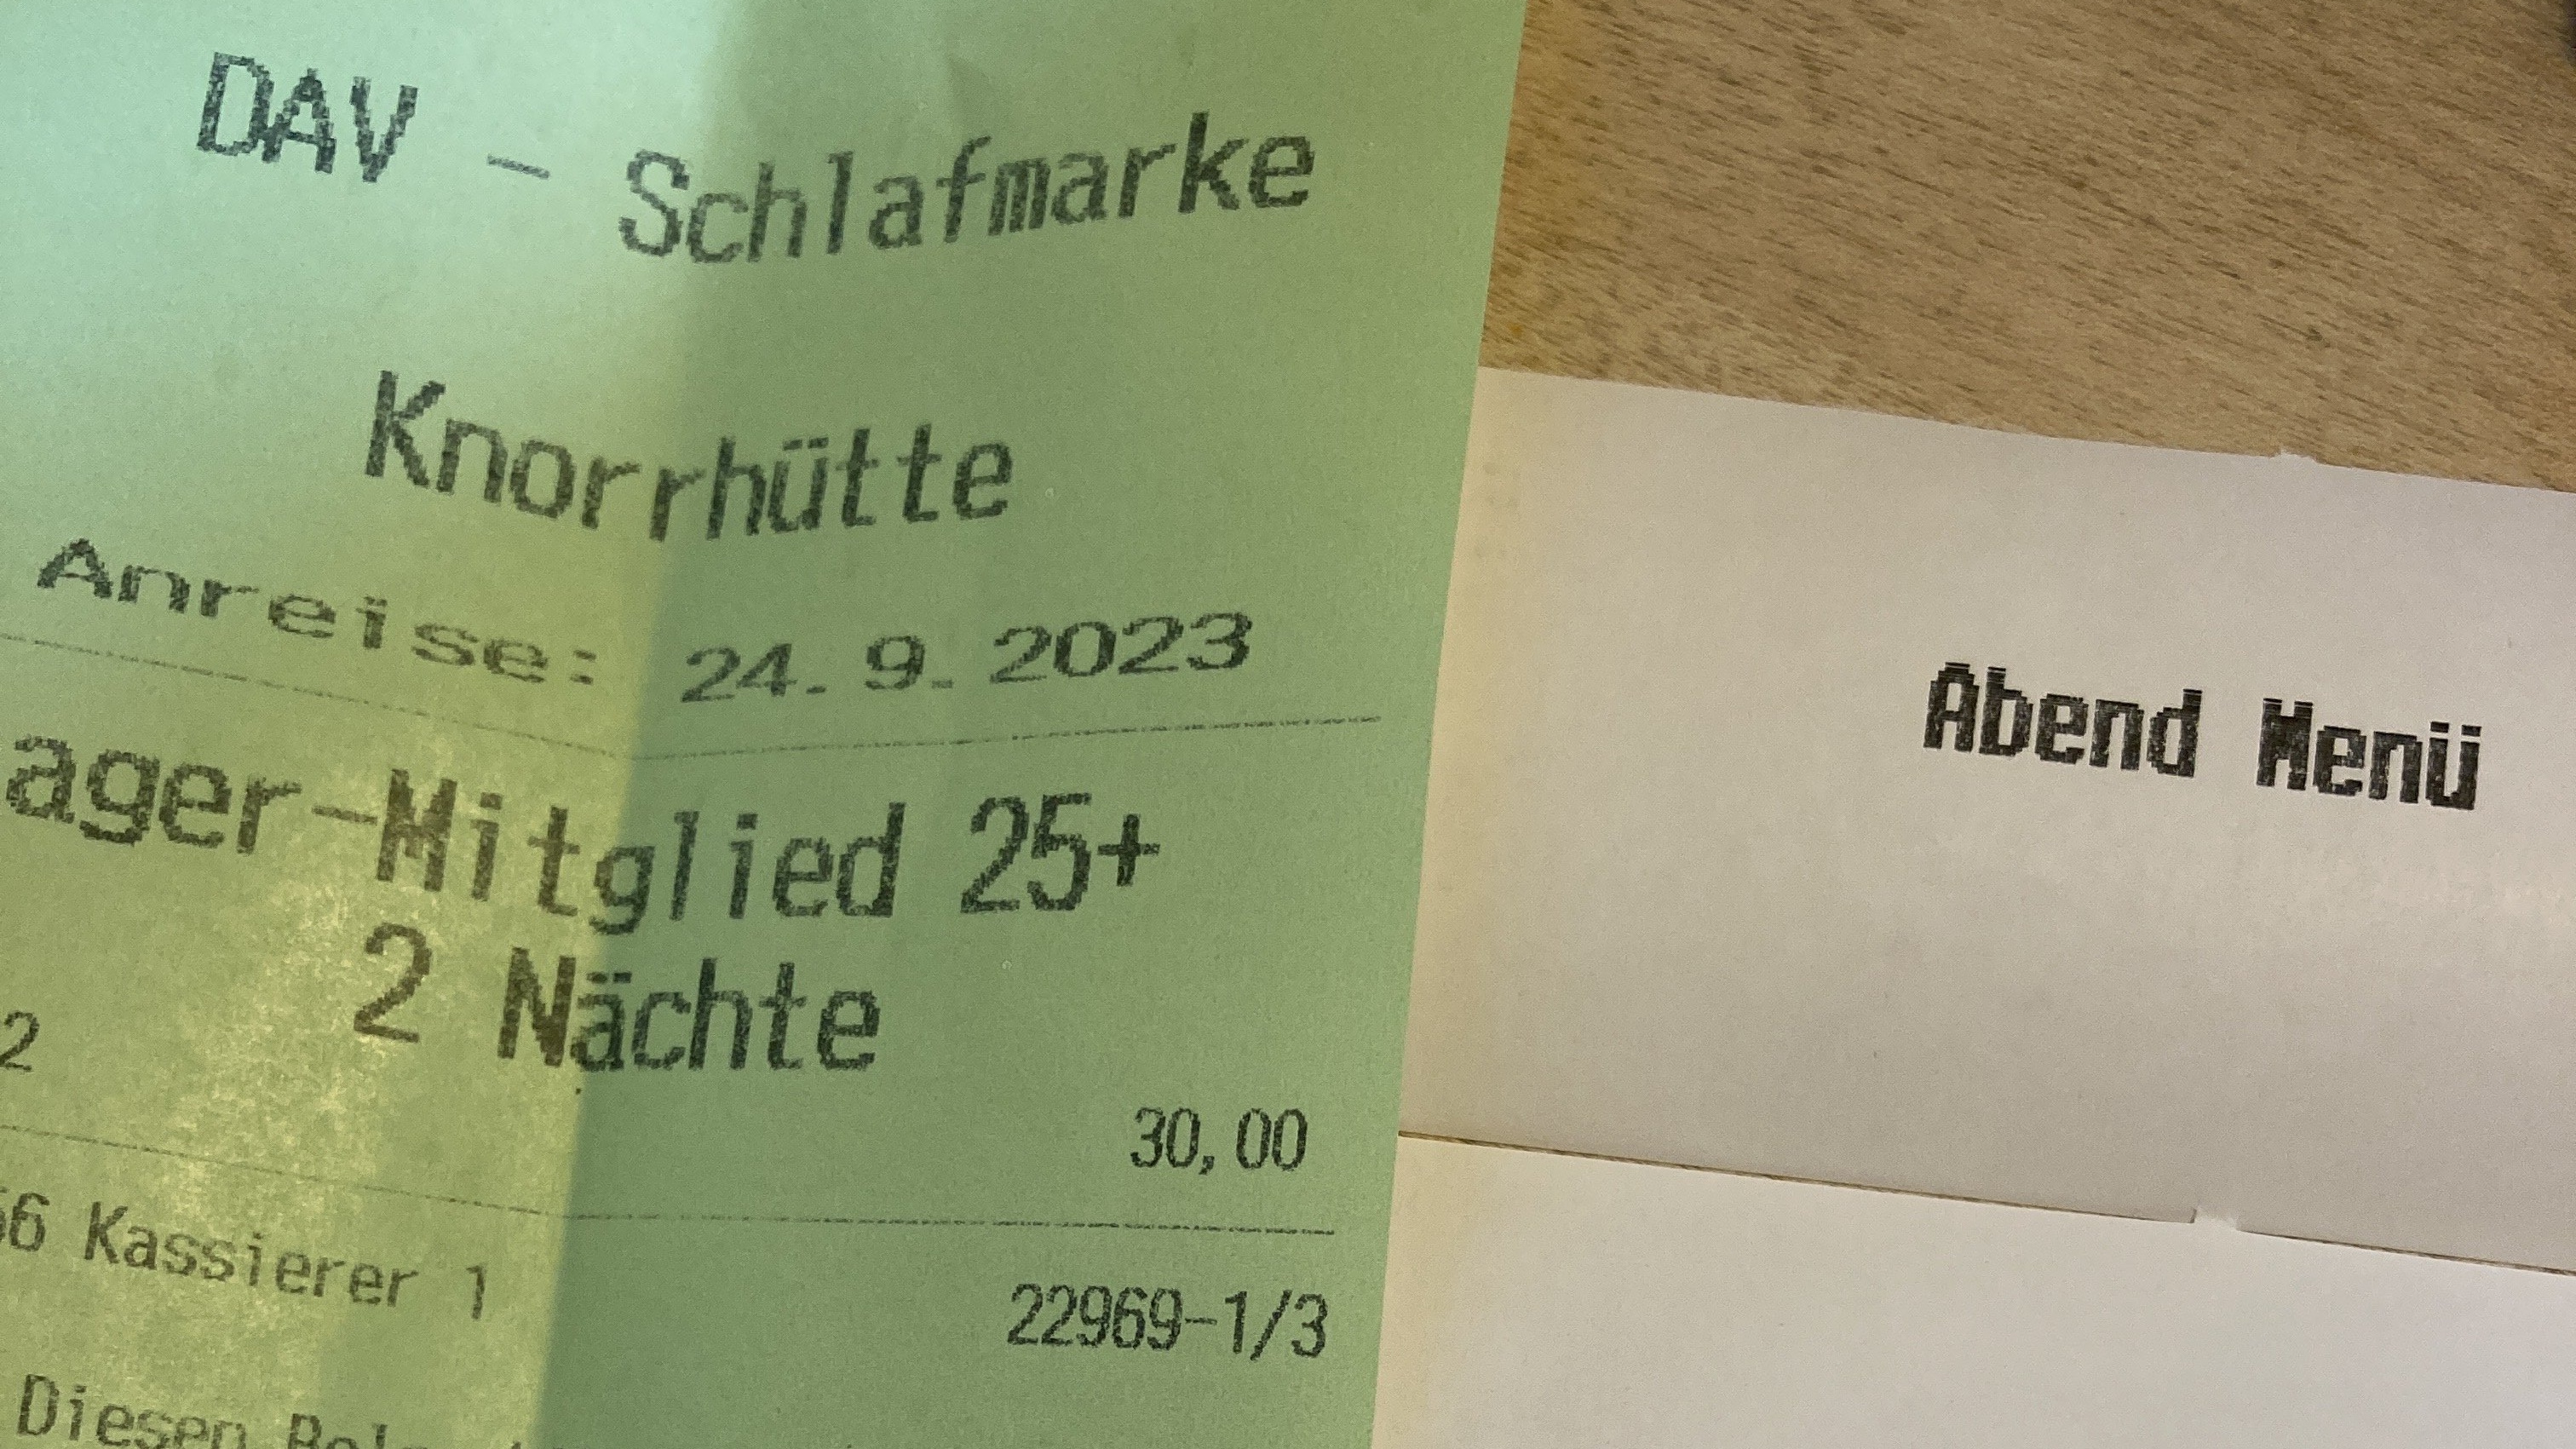 DAV - Schlafmarke
Knorrhütte
Anreise: 24. 9. 2023
ager-Mitglied 25+
2 Nächte
2
30,00
6 Kassierer 1
22969-1/3
Diesen
Abend Menü